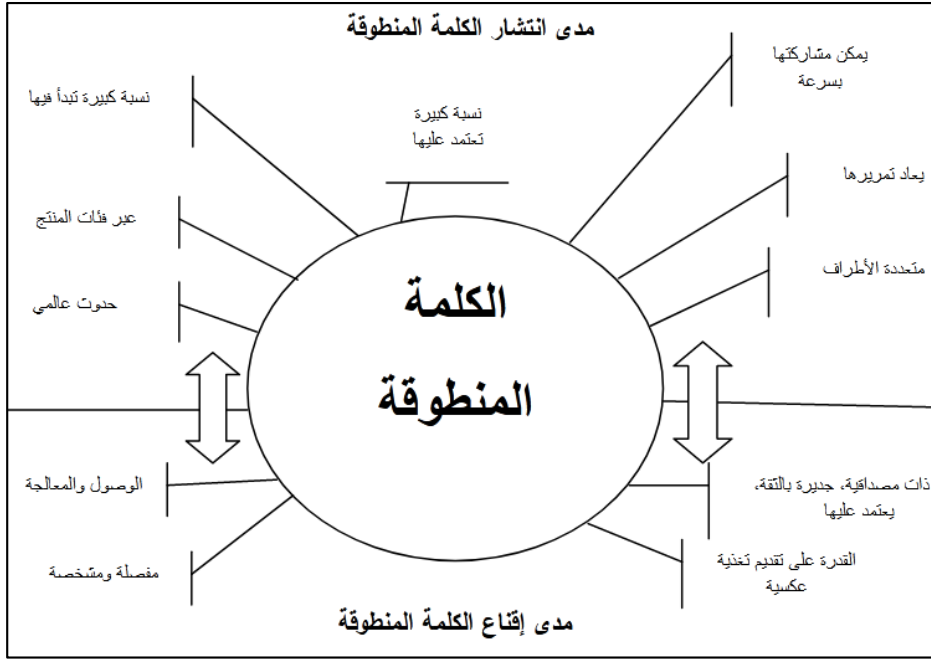 مدى انتشار الكلمة المنطوقة
يمكن مشاركتها
بسرعة
نسبة كبيرة تبدأ فيها
نسبة كبيرة
تعتمد عليها
يعاد تمريرها
عبر فئات المنتج
متعددة الأطراف
حدوث عالمي
الكلمة
المنطوقة
ذات مصداقية، جديرة بالثقة،
يعتمد عليها
الوصول والمعالجة
القدرة على تقديم تغذية
عكسية
مفصلة ومشخصة
مدى إقناع الكلمة المنطوقة